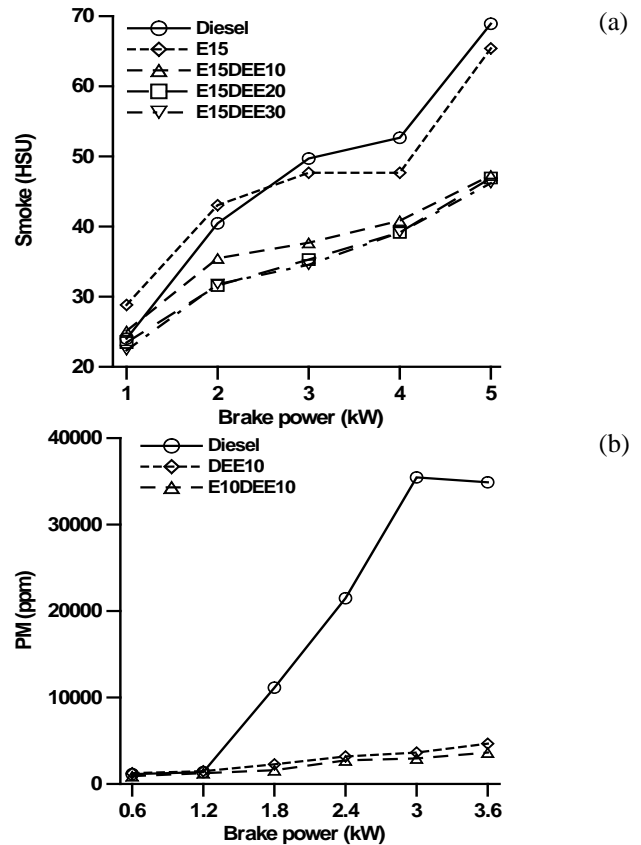 (a)
Diesel
E15
E15DEE10
E15DEE20
E15DEE30
Smoke (HSU)
70
60
50
40
30
20
1 2 3 4 5
Brake power (kW)
(b)
Diesel
DEE10
E10DEE10
PM (ppm)
40000
30000
20000
10000
0
0.6 1.2 1.8 2.4 3 3.6
Brake power (kW)